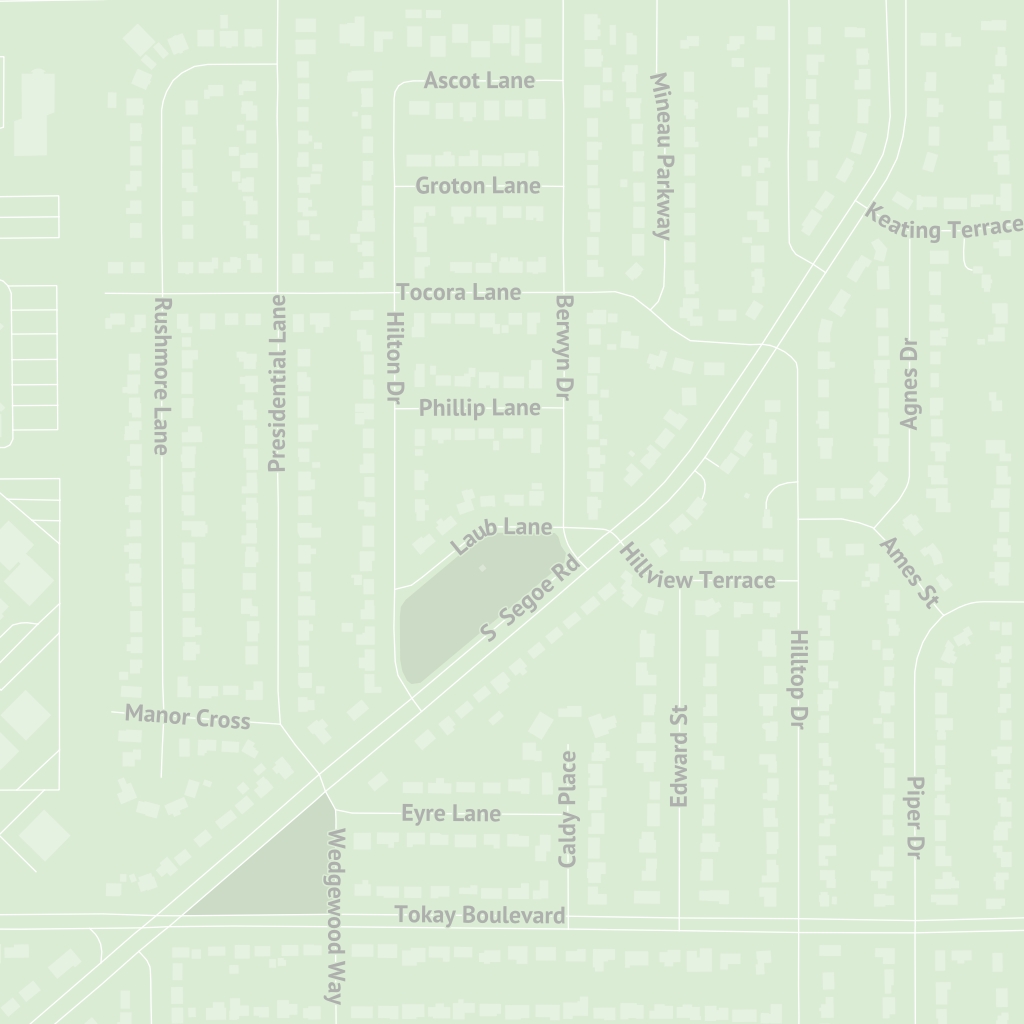 Ascot Lane
Mineau Parkway
Groton Lane
Keating Terrace
Tocora Lane
Rushmore Lane
Presidential Lane
Hilton Dr
Berwyn Dr
Agnes Dr
Phillip Lane
Laub Lane
Hillview Terrace
S Segoe Rd
Ames St
Hilltop Dr
Manor Cross
Edward St
Caldy Place
Piper Dr
Eyre Lane
Wedgewood Way
Tokay Boulevard